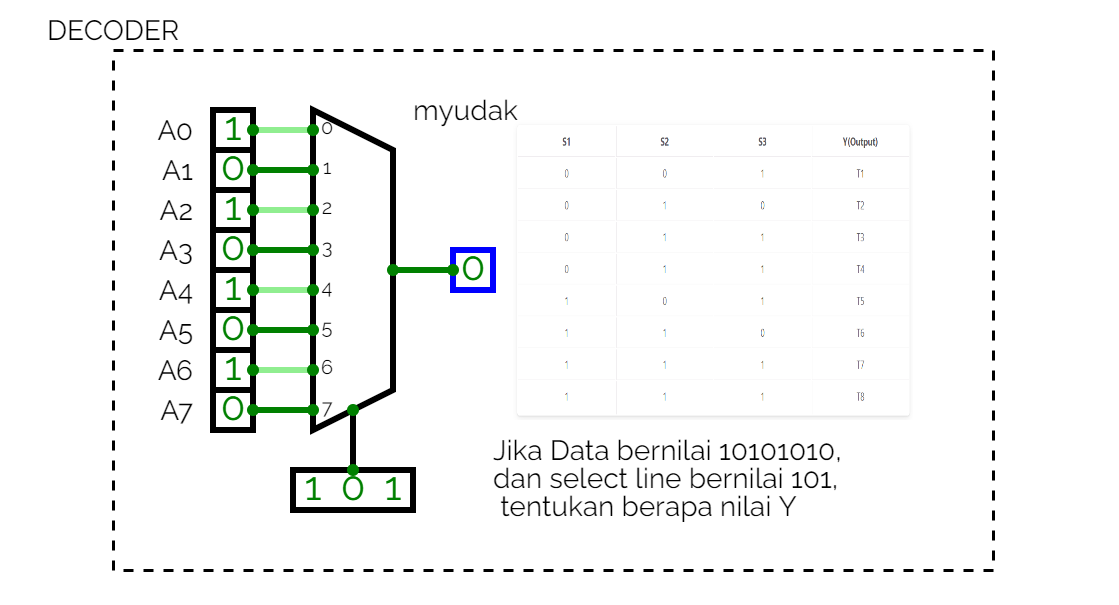 DECODER
myudak
A0 1 0
A1 0 1
A2 1 2
A3 0 3
A4 1 4
A5 0 5
A6 1 6
A7 0 7
0
1 0 1
S1 S2 S3 Y(Output)
0 0 1 T1
0 1 0 T2
0 1 1 T3
0 1 1 T4
1 0 1 T5
1 1 0 T6
1 1 1 T7
1 1 1 T8
Jika Data bernilai 10101010,
dan select line bernilai 101,
tentukan berapa nilai Y